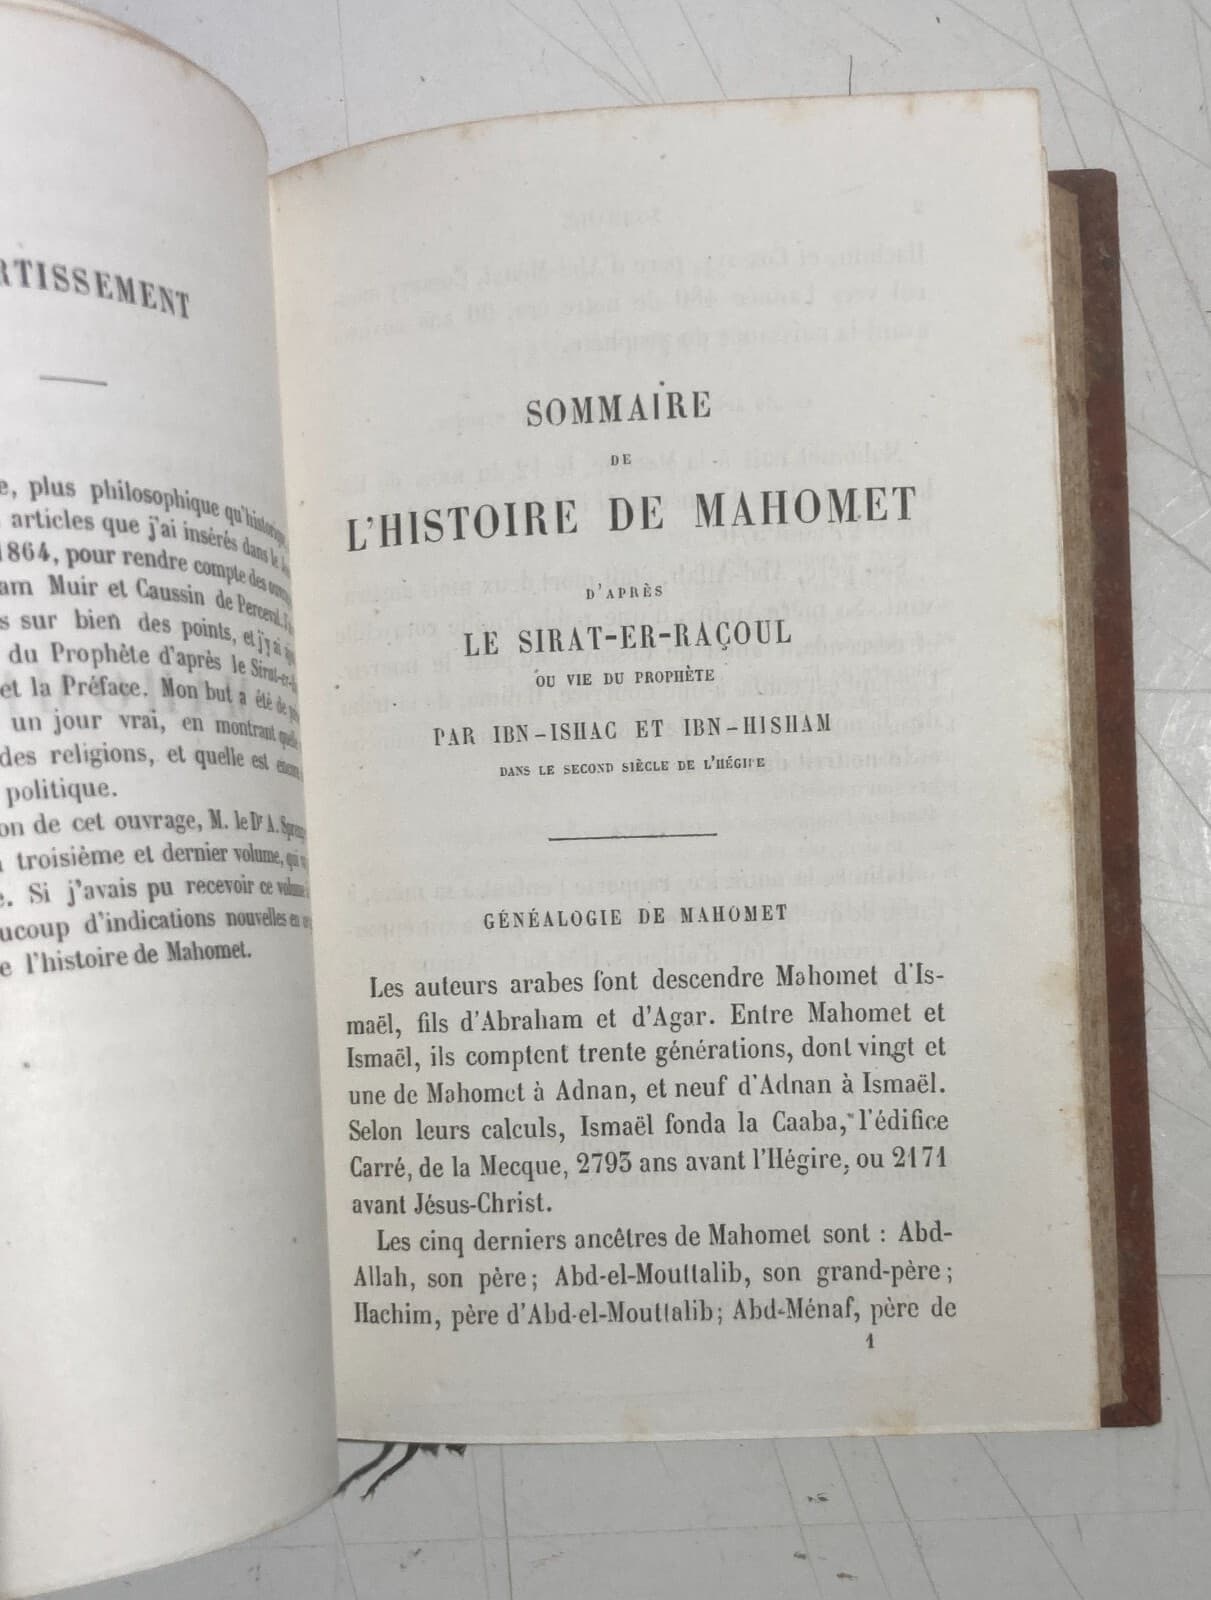 RTISSEMENT
e, plus philosophique qu'historique,
articles que j'ai insérés dans le
1864, pour rendre compte des
am Muir et Caussin de Perceval.
s sur bien des points, et j'y ai
du Prophète d'après le Sirat-er-
et la Préface. Mon but a été de
un jour vrai, en montrant quelle
des religions, et quelle est encore
politique.
on de cet ouvrage, M. le Dr A.
troisième et dernier volume, qui
e. Si j'avais pu recevoir ce volume
aucoup d'indications nouvelles en
e l'histoire de Mahomet.
SOMMAIRE
DE
L'HISTOIRE DE MAHOMET
D'APRÈS
LE SIRAT-ER-RAÇOUL
OU VIE DU PROPHÈTE
PAR IBN-ISHAC ET IBN-HISHAM
DANS LE SECOND SIÈCLE DE L'HÉGIRE
GÉNÉALOGIE DE MAHOMET
Les auteurs arabes font descendre Mahomet d'Is-
maël, fils d'Abraham et d'Agar. Entre Mahomet et
Ismaël, ils comptent trente générations, dont vingt et
une de Mahomet à Adnan, et neuf d'Adnan à Ismaël.
Selon leurs calculs, Ismaël fonda la Caaba, l'édifice
Carré, de la Mecque, 2793 ans avant l'Hégire, ou 2171
avant Jésus-Christ.
Les cinq derniers ancêtres de Mahomet sont : Abd-
Allah, son père; Abd-el-Mouttalib, son grand-père;
Hachim, père d'Abd-el-Mouttalib; Abd-Ménaf, père de
1